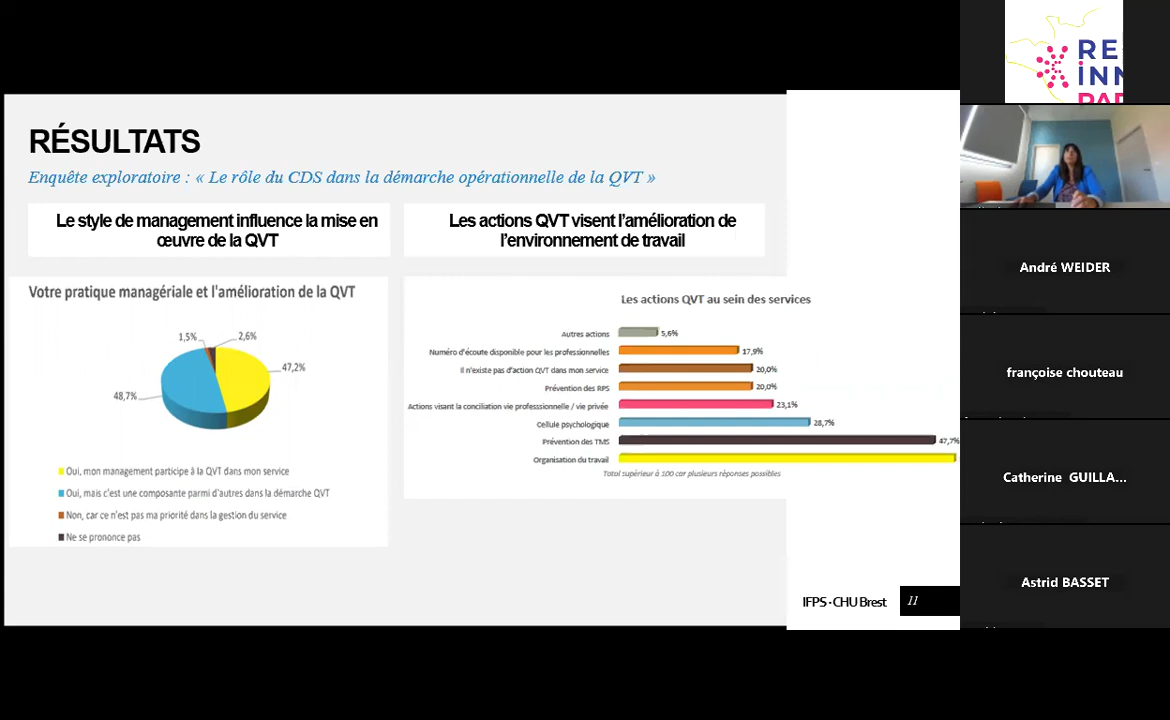 RÉSULTATS
Enquête exploratoire : « Le rôle du CDS dans la démarche opérationnelle de la QVT »
Le style de management influence la mise en
œuvre de la QVT
Les actions QVT visent l'amélioration de
l'environnement de travail
Votre pratique managériale et l'amélioration de la QVT
1,5%
2,6%
47,2%
48,7%
Oui, mon management participe à la QVT dans mon service
Oui, mais c'est une composante parmi d'autres dans la démarche QVT
Non, car ce n'est pas ma priorité dans la gestion du service
Ne se prononce pas
Les actions QVT au sein des services
Autres actions 5,6%
Numéro d'écoute disponible pour les professionnelles 17,9%
Il n'existe pas d'action QVT dans mon service 20,0%
Prévention des RPS 20,0%
Actions visant la conciliation vie professsionnelle / vie privée 23,1%
Cellule psychologique 28,7%
Prévention des TMS 47,7%
Organisation du travail
Total supérieur à 100 car plusieurs réponses possibles
IFPS - CHU Brest
11
RE
INN
PAR
André WEIDER
françoise chouteau
Catherine GUILLA...
Astrid BASSET